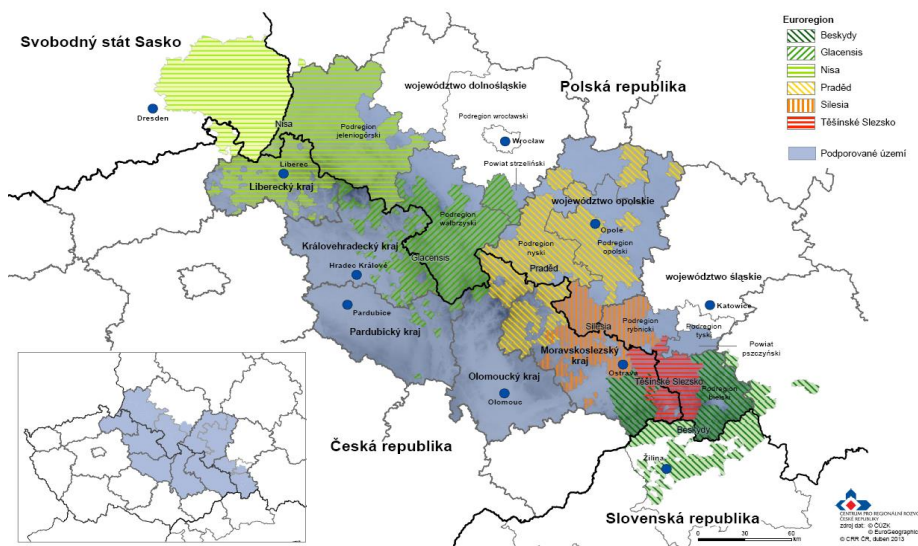 Svobodný stát Sasko
Dresden
Nisa
Podregion
jeleniogórski
województwo dolnośląskie
Podregion wrocławski
Wrocław
Powiat strzeliński
Polská republika
Liberec
Liberecký kraj
Podregion
wałbrzyski
województwo opolskie
Opole
Podregion
nyski
Podregion
opolski
Královehradecký kraj
Hradec Králové
Glacensis
Praděd
województwo śląskie
Katowice
Pardubice
Pardubický kraj
Silesia
Podregion
rybnicki
Podregion
tyski
Powiat
pszczyński
Moravskoslezský
kraj
Ostrava
Olomoucký kraj
Olomouc
Těšínské Slezsko
Podregion
bielski
Beskydy
Česká republika
Žilina
Slovenská republika
Euroregion
Beskydy
Glacensis
Nisa
Praděd
Silesia
Těšínské Slezsko
Podporované území
0 30 60
km
CENTRUM PRO REGIONÁLNÍ ROZVOJ
ČESKÉ REPUBLIKY
zdroj dat: © ČÚZK
© EuroGeographic
© CRR ČR, duben 2013